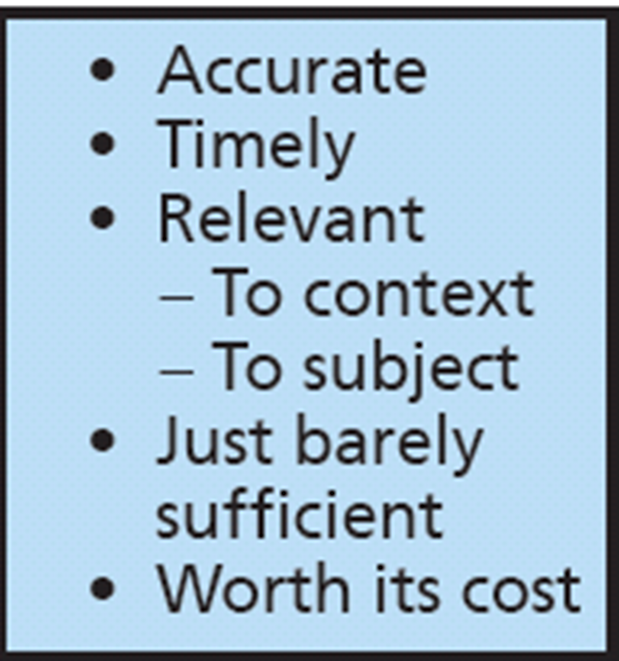 • Accurate
• Timely
• Relevant
– To context
– To subject
• Just barely
sufficient
• Worth its cost